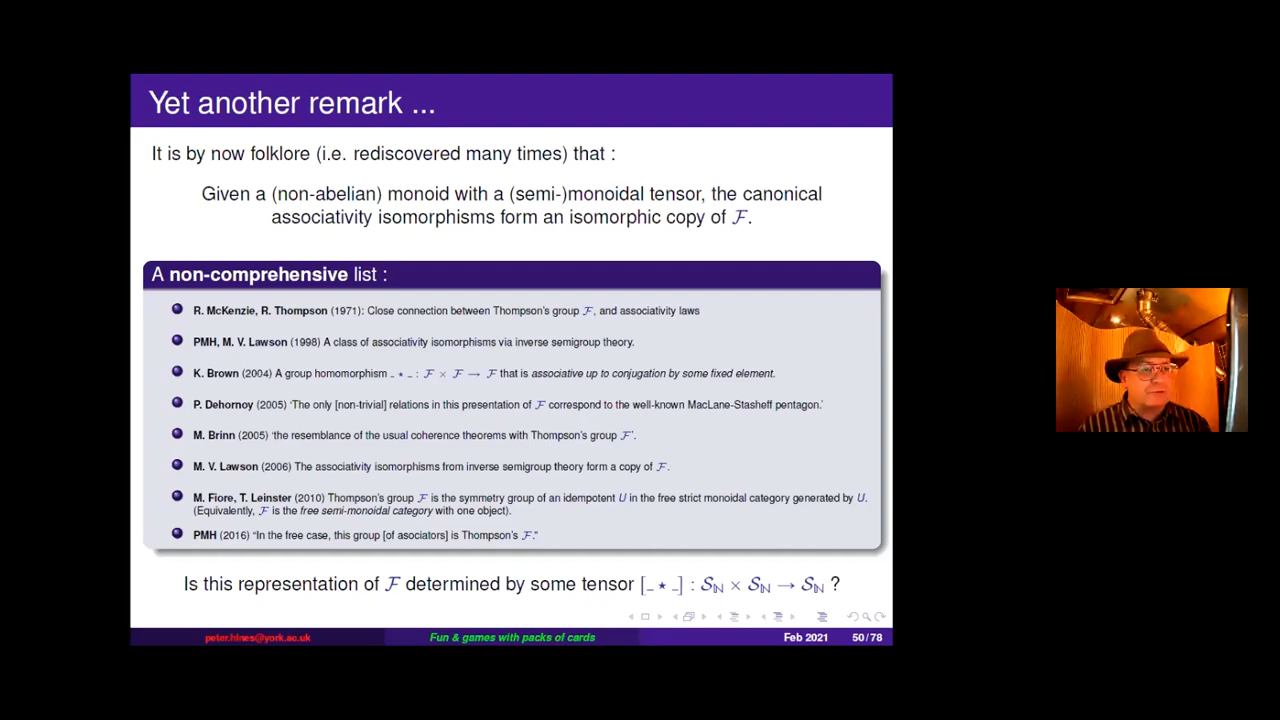 Yet another remark ...
It is by now folklore (i.e. rediscovered many times) that :
Given a (non-abelian) monoid with a (semi-)monoidal tensor, the canonical
associativity isomorphisms form an isomorphic copy of 𝓕.
A non-comprehensive list :
R. McKenzie, R. Thompson (1971): Close connection between Thompson's group 𝓕, and associativity laws
PMH, M. V. Lawson (1998) A class of associativity isomorphisms via inverse semigroup theory.
K. Brown (2004) A group homomorphism _ ⋆ _ : 𝓕 × 𝓕 → 𝓕 that is associative up to conjugation by some fixed element.
P. Dehornoy (2005) 'The only [non-trivial] relations in this presentation of 𝓕 correspond to the well-known MacLane-Stasheff pentagon.'
M. Brinn (2005) 'the resemblance of the usual coherence theorems with Thompson's group 𝓕'.
M. V. Lawson (2006) The associativity isomorphisms from inverse semigroup theory form a copy of 𝓕.
M. Fiore, T. Leinster (2010) Thompson's group 𝓕 is the symmetry group of an idempotent U in the free strict monoidal category generated by U.
(Equivalently, 𝓕 is the free semi-monoidal category with one object).
PMH (2016) "In the free case, this group [of asociators] is Thompson's 𝓕."
Is this representation of 𝓕 determined by some tensor [_ ⋆ _] : 𝓢ℕ × 𝓢ℕ → 𝓢ℕ ?
peter.hines@york.ac.uk Fun & games with packs of cards Feb 2021 50 / 78